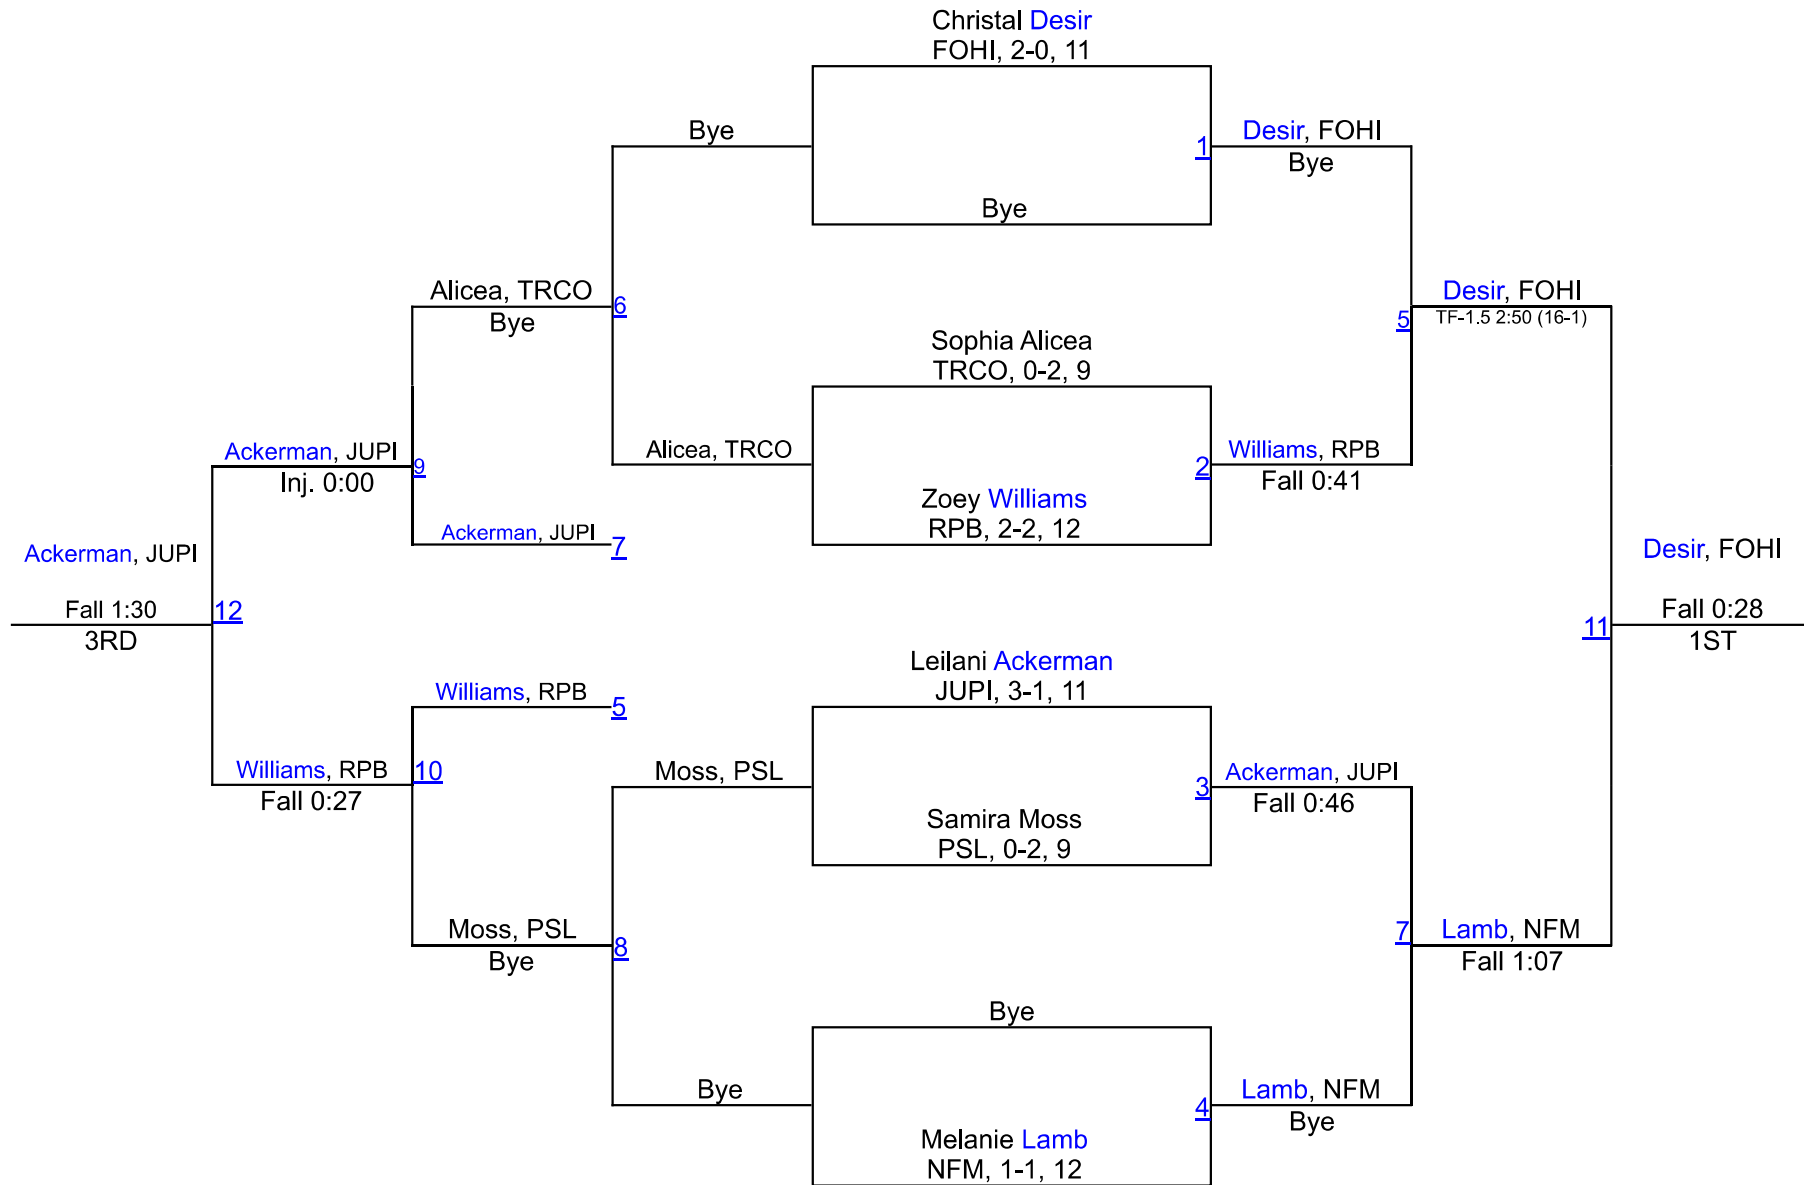 Christal Desir
FOHI, 2-0, 11
Bye
1
Desir, FOHI
Bye
Bye
Alicea, TRCO
Bye
6
Desir, FOHI
TF-1.5 2:50 (16-1)
5
Sophia Alicea
TRCO, 0-2, 9
Alicea, TRCO
2
Williams, RPB
Fall 0:41
Ackerman, JUPI
Inj. 0:00
9
Zoey Williams
RPB, 2-2, 12
Ackerman, JUPI
7
Ackerman, JUPI
Fall 1:30
3RD
12
Desir, FOHI
Fall 0:28
1ST
11
Leilani Ackerman
JUPI, 3-1, 11
Williams, RPB
5
Williams, RPB
Fall 0:27
10
Moss, PSL
3
Ackerman, JUPI
Fall 0:46
Samira Moss
PSL, 0-2, 9
Moss, PSL
Bye
8
7
Lamb, NFM
Fall 1:07
Bye
Bye
4
Lamb, NFM
Bye
Melanie Lamb
NFM, 1-1, 12